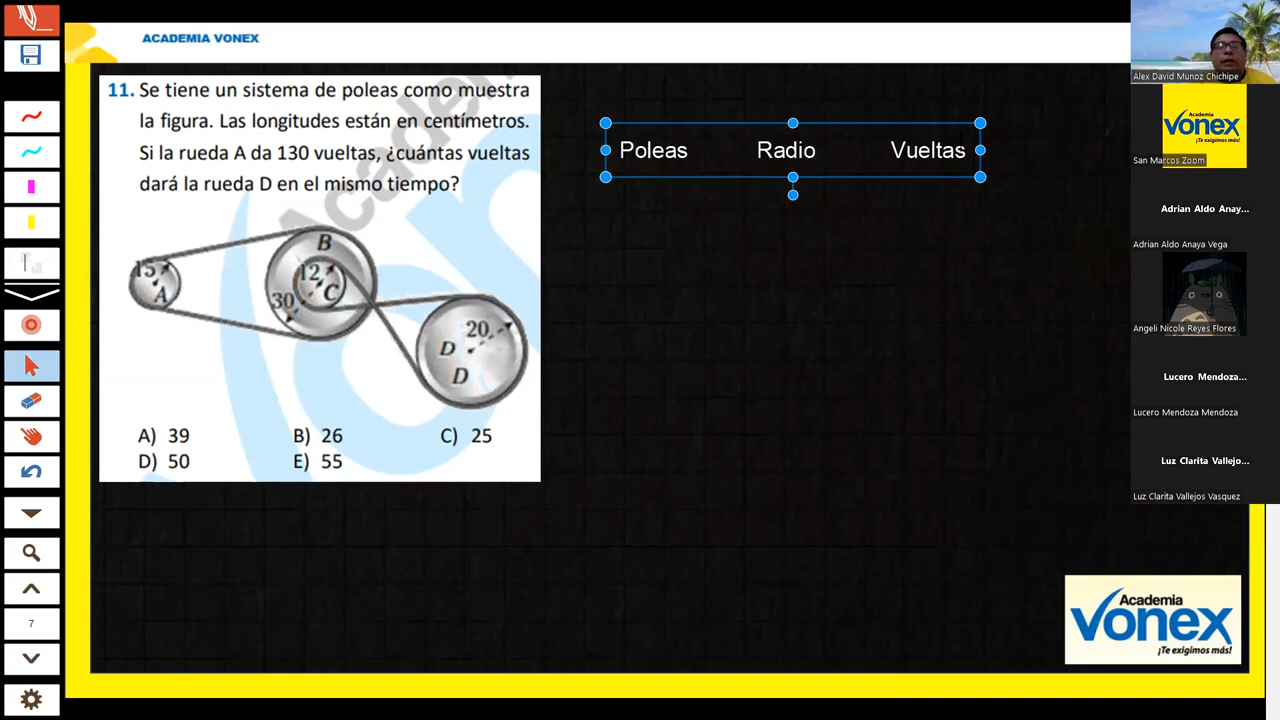 ACADEMIA VONEX
11. Se tiene un sistema de poleas como muestra
la figura. Las longitudes están en centímetros.
Si la rueda A da 130 vueltas, ¿cuántas vueltas
dará la rueda D en el mismo tiempo?
15
A
B
12
C
30
20
D
D
A) 39 B) 26 C) 25
D) 50 E) 55
Poleas Radio Vueltas
Academia
Vonex
¡Te exigimos más!
7
Alex David Munoz Chichipe
Academia
Vonex
¡Te exigimos más!
San Marcos Zoom
Adrian Aldo Anay...
Adrian Aldo Anaya Vega
Angeli Nicole Reyes Flores
Lucero Mendoza...
Lucero Mendoza Mendoza
Luz Clarita Vallejo...
Luz Clarita Vallejos Vasquez